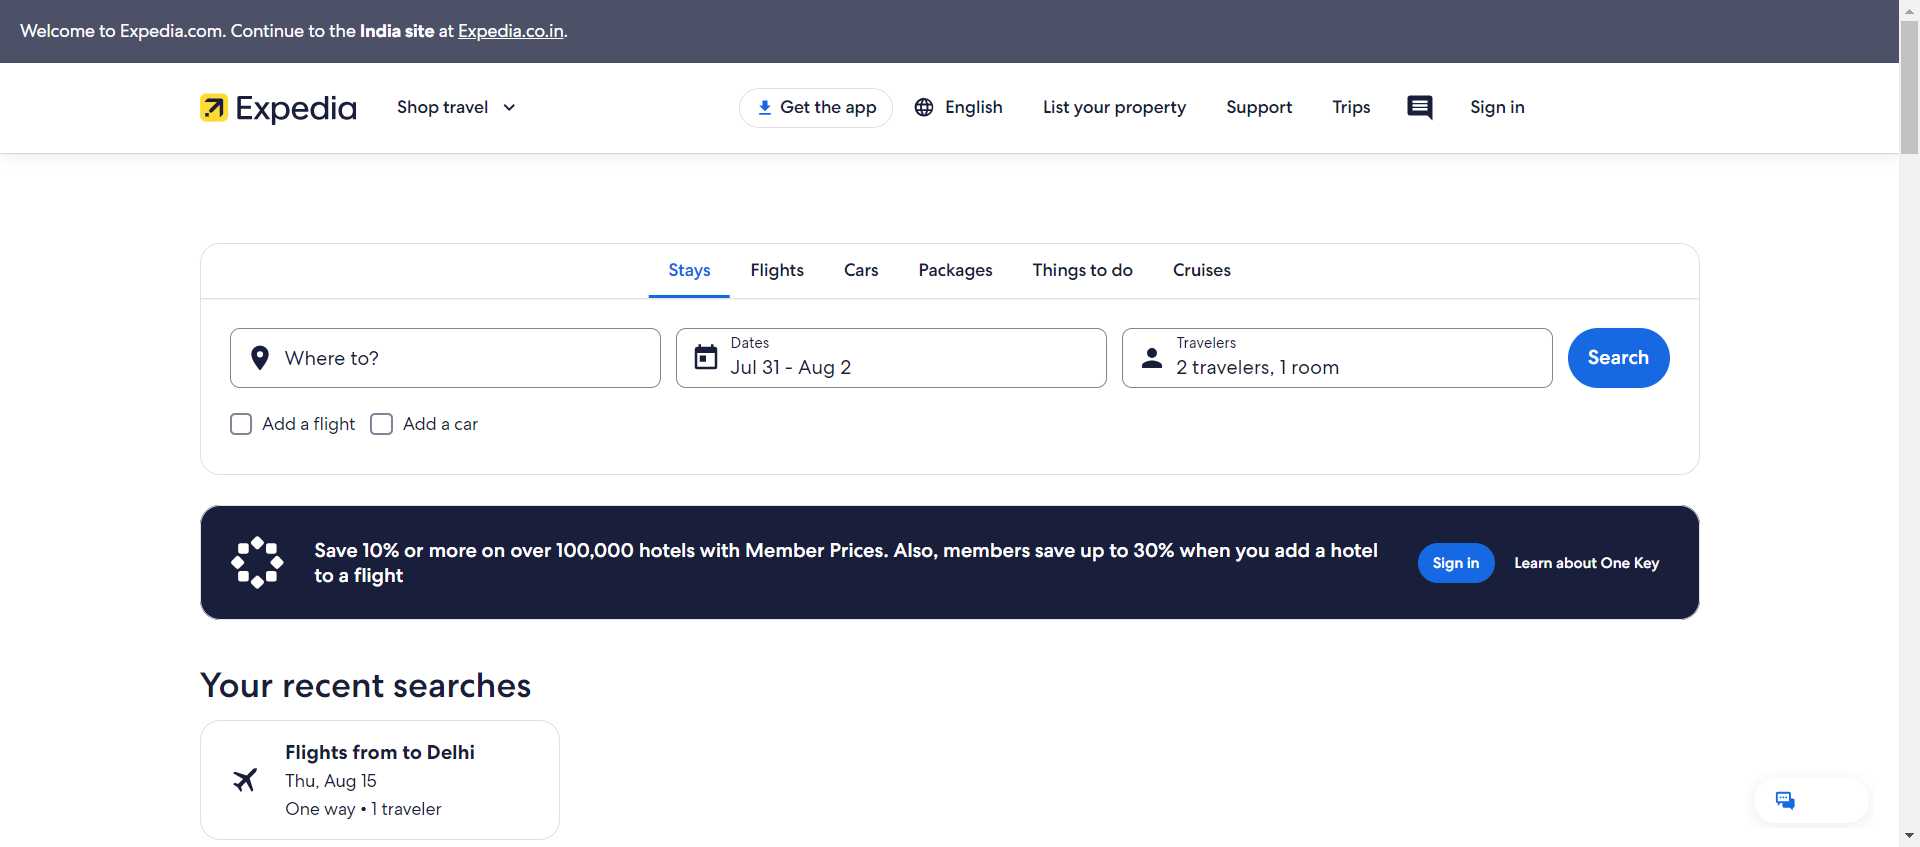 Welcome to Expedia.com. Continue to the India site at Expedia.co.in.
Expedia
Shop travel
Get the app
English
List your property
Support
Trips
Sign in
Stays
Flights
Cars
Packages
Things to do
Cruises
Where to?
Dates
Jul 31 - Aug 2
Travelers
2 travelers, 1 room
Search
Add a flight
Add a car
Save 10% or more on over 100,000 hotels with Member Prices. Also, members save up to 30% when you add a hotel
to a flight
Sign in
Learn about One Key
Your recent searches
Flights from to Delhi
Thu, Aug 15
One way • 1 traveler